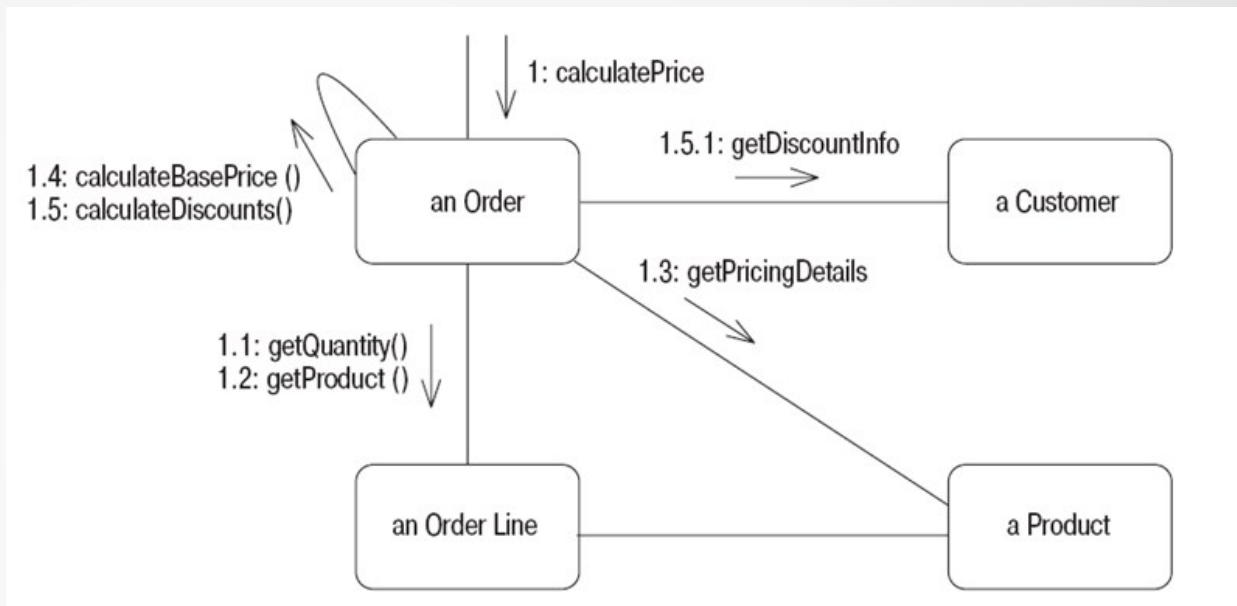 1: calculatePrice
1.5.1: getDiscountInfo
1.4: calculateBasePrice ()
1.5: calculateDiscounts()
an Order
a Customer
1.3: getPricingDetails
1.1: getQuantity()
1.2: getProduct ()
an Order Line
a Product